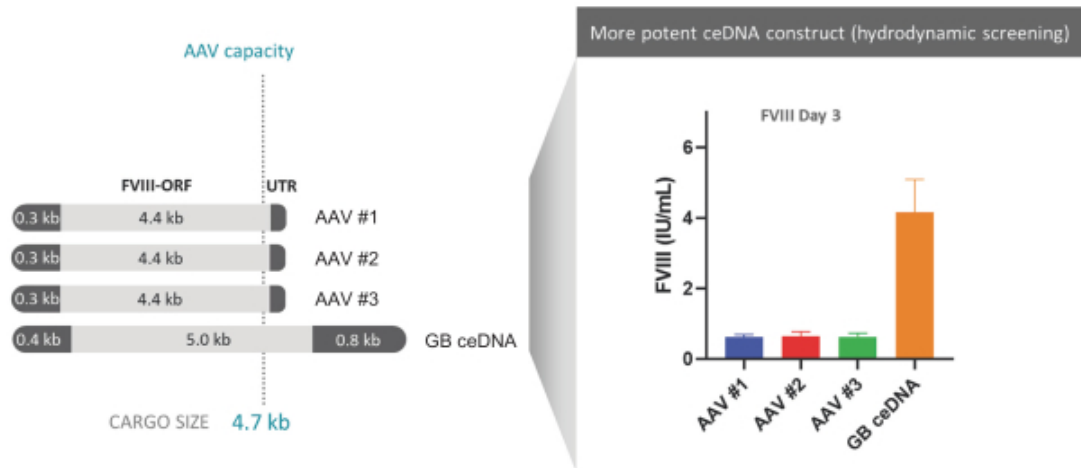 AAV capacity
FVIII-ORF UTR
0.3 kb 4.4 kb AAV #1
0.3 kb 4.4 kb AAV #2
0.3 kb 4.4 kb AAV #3
0.4 kb 5.0 kb 0.8 kb GB ceDNA
CARGO SIZE 4.7 kb
More potent ceDNA construct (hydrodynamic screening)
FVIII Day 3
FVIII (IU/mL)
6
4
2
0
AAV #1
AAV #2
AAV #3
GB ceDNA